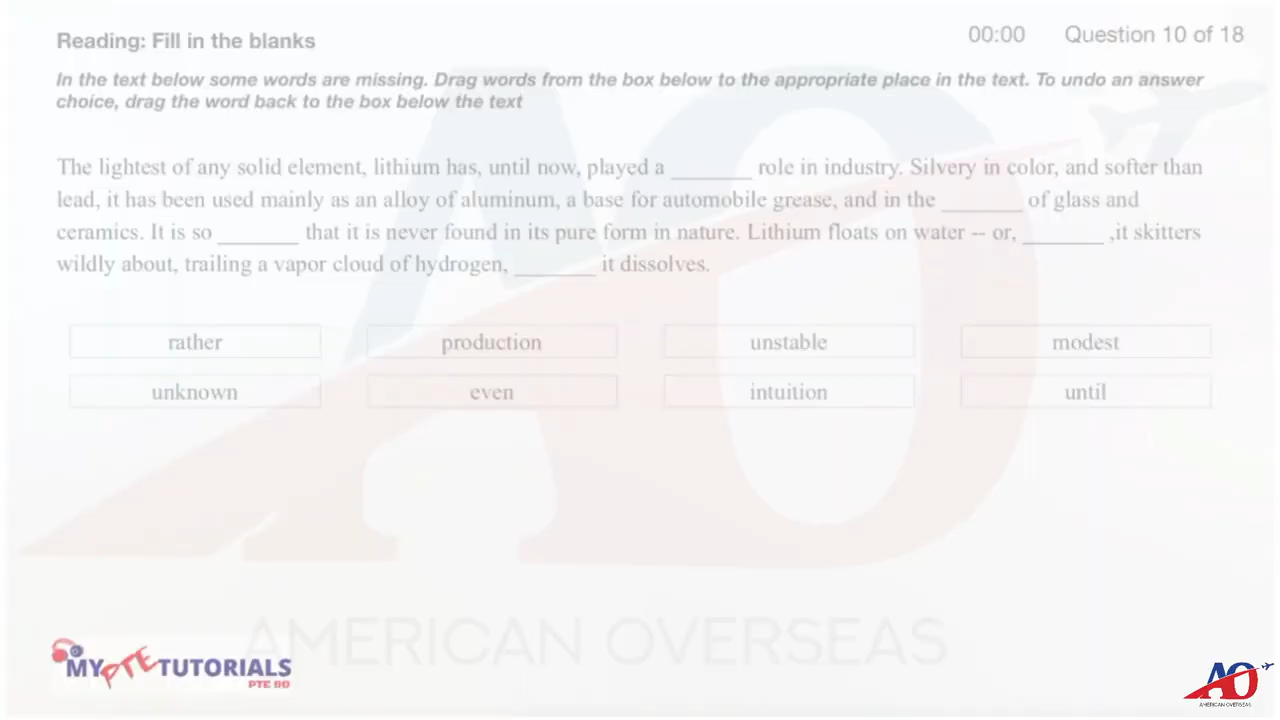 Reading: Fill in the blanks
00:00 Question 10 of 18
In the text below some words are missing. Drag words from the box below to the appropriate place in the text. To undo an answer
choice, drag the word back to the box below the text
The lightest of any solid element, lithium has, until now, played a _______ role in industry. Silvery in color, and softer than
lead, it has been used mainly as an alloy of aluminum, a base for automobile grease, and in the _______ of glass and
ceramics. It is so _______ that it is never found in its pure form in nature. Lithium floats on water -- or, _______ ,it skitters
wildly about, trailing a vapor cloud of hydrogen, _______ it dissolves.
rather production unstable modest
unknown even intuition until
AO
AMERICAN OVERSEAS
MY PTE TUTORIALS
PTE 90
AO
AMERICAN OVERSEAS